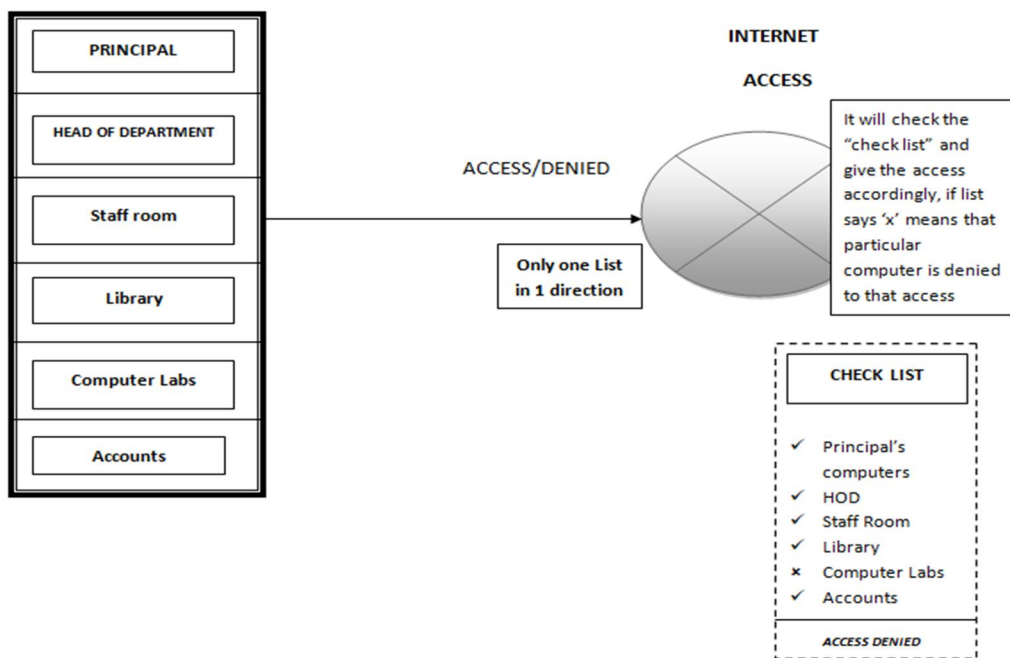 PRINCIPAL
HEAD OF DEPARTMENT
Staff room
Library
Computer Labs
Accounts
ACCESS/DENIED
Only one List
in 1 direction
INTERNET
ACCESS
It will check the
“check list” and
give the access
accordingly, if list
says ‘x’ means that
particular
computer is denied
to that access
CHECK LIST
✓ Principal’s
computers
✓ HOD
✓ Staff Room
✓ Library
× Computer Labs
✓ Accounts
ACCESS DENIED